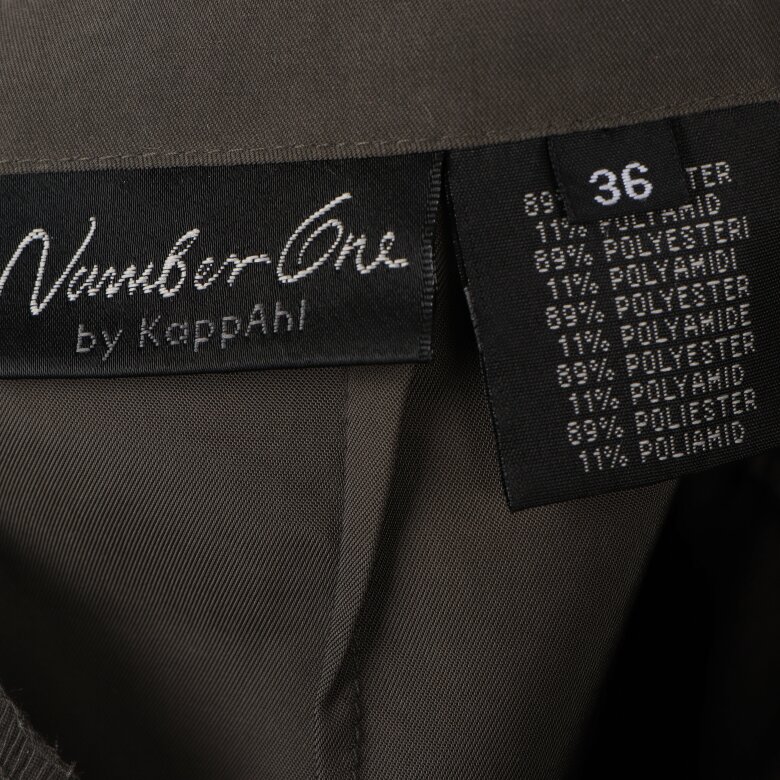 Number One
by KappAhl
36
89% TER
11% POLYAMID
89% POLYESTERI
11% POLYAMIDI
89% POLYESTER
11% POLYAMIDE
89% POLYESTER
11% POLYAMID
89% POLIESTER
11% POLIAMID